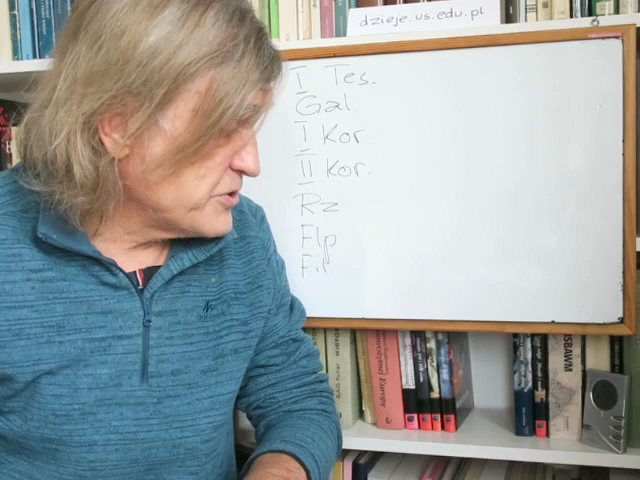 dzieje.us.edu.pl
I Tes.
Gal
I Kor.
II Kor.
Rz
Flp
Fil